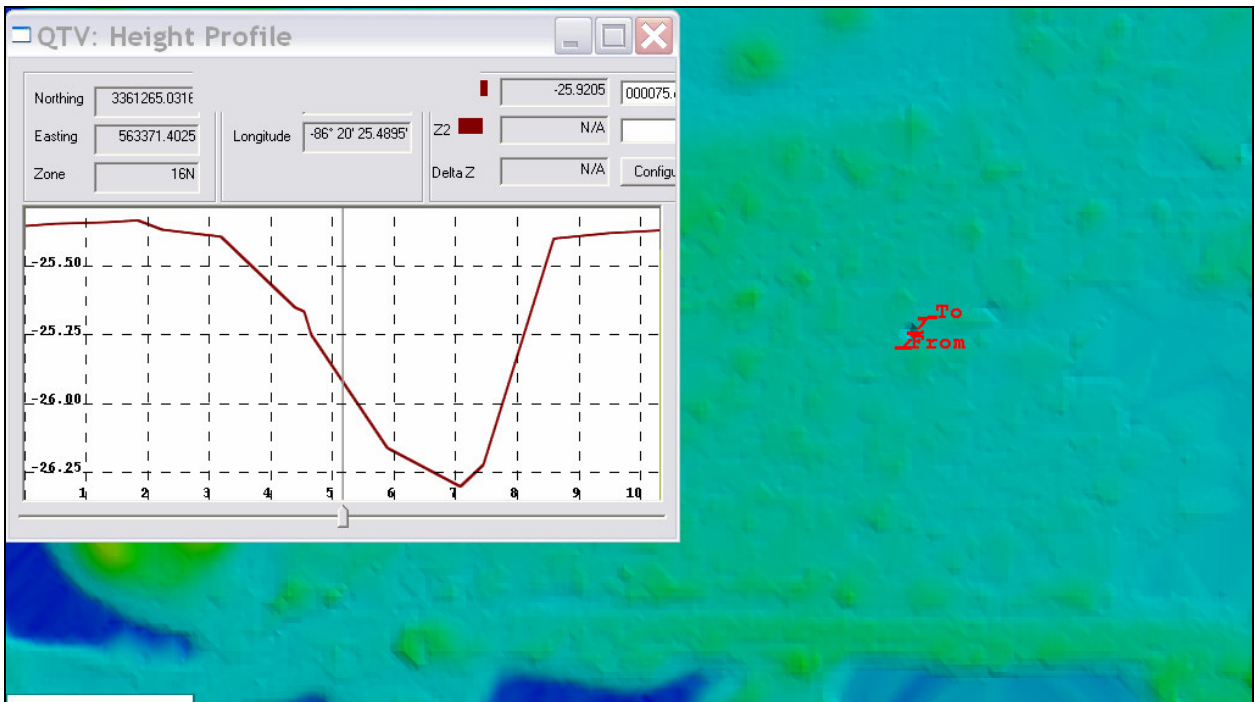 QTV: Height Profile
Northing 3361265.0316
Easting 563371.4025
Zone 16N
Longitude -86° 20' 25.4895'
-25.9205 000075.
Z2 N/A
Delta Z N/A
-25.50
-25.75
-26.00
-26.25
1 2 3 4 5 6 7 8 9 10
To
From